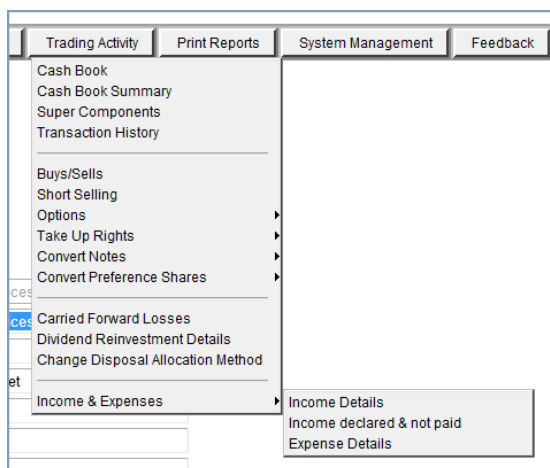 Trading Activity
Print Reports
System Management
Feedback
Cash Book
Cash Book Summary
Super Components
Transaction History
Buys/Sells
Short Selling
Options
Take Up Rights
Convert Notes
Convert Preference Shares
Carried Forward Losses
Dividend Reinvestment Details
Change Disposal Allocation Method
Income & Expenses
Income Details
Income declared & not paid
Expense Details